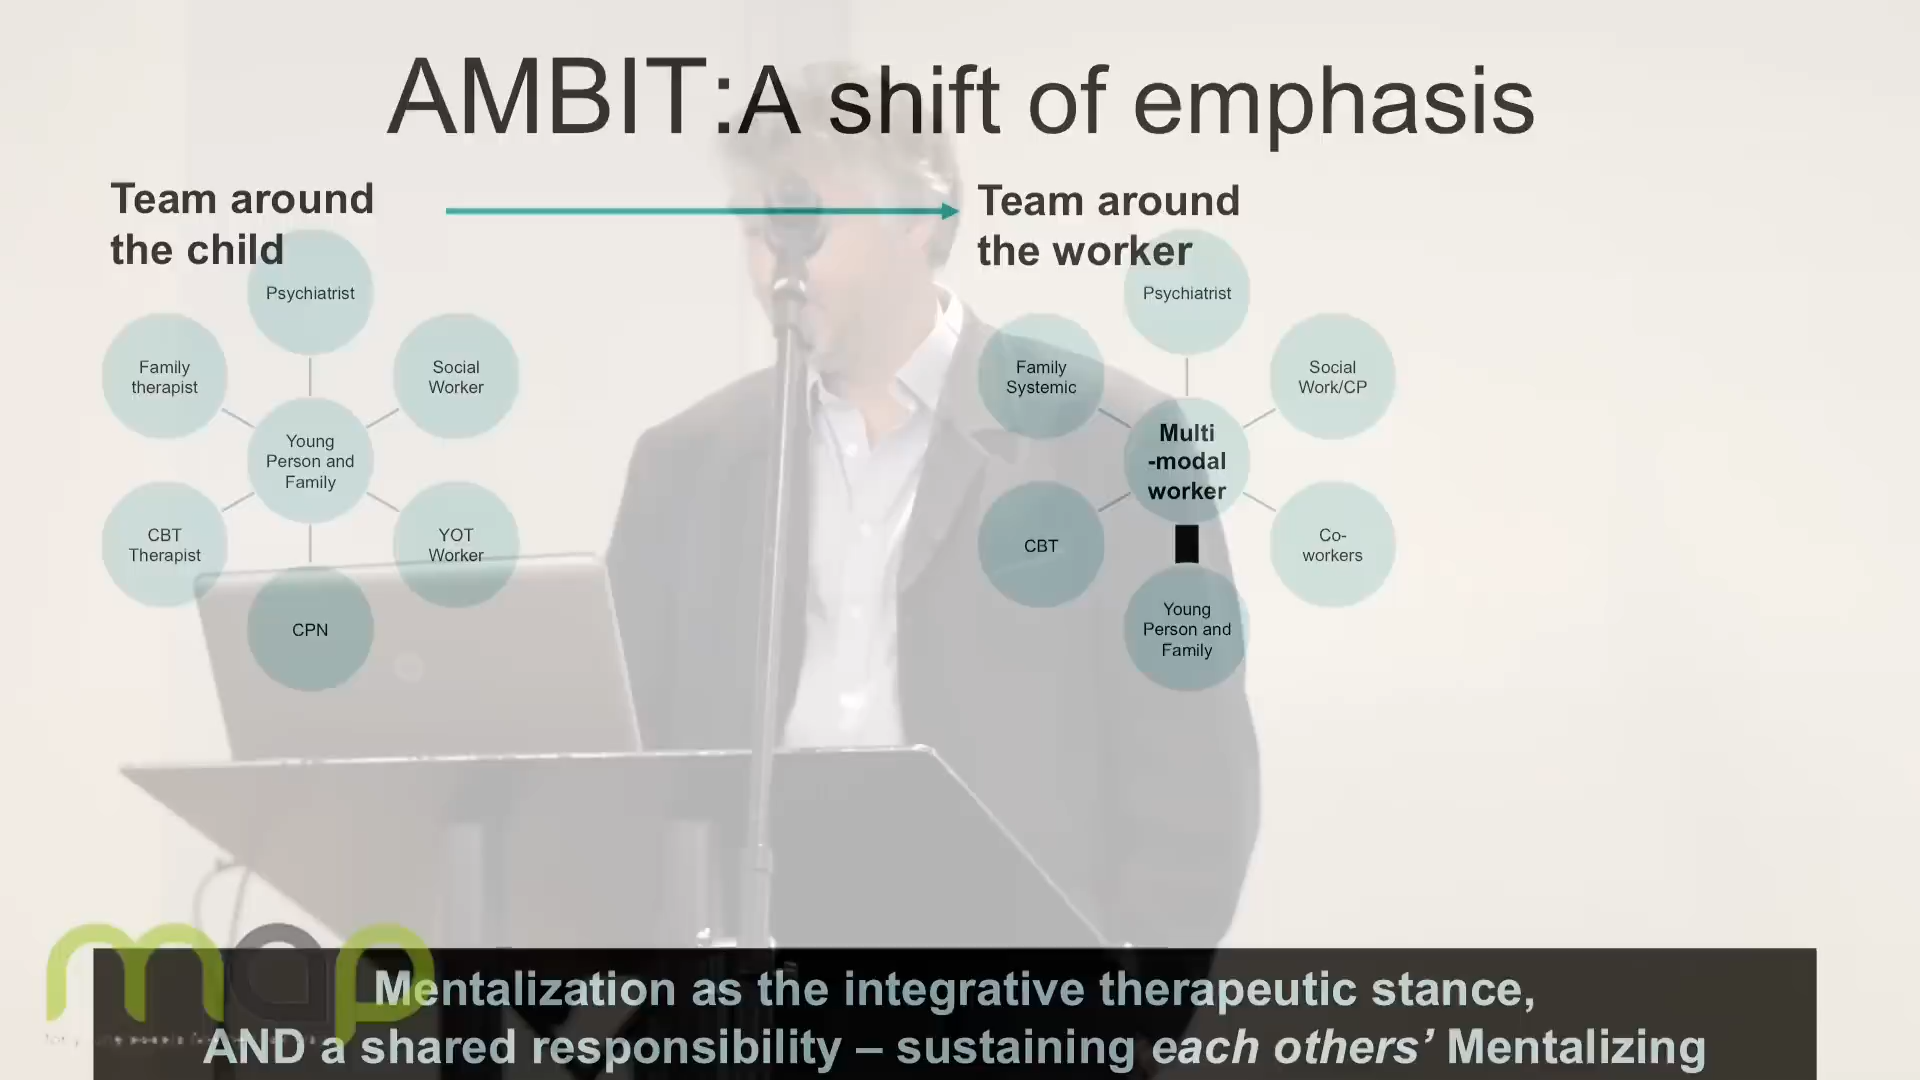 AMBIT:A shift of emphasis
Team around
the child
Psychiatrist
Family
therapist
Social
Worker
Young
Person and
Family
CBT
Therapist
YOT
Worker
CPN
Team around
the worker
Psychiatrist
Family
Systemic
Social
Work/CP
Multi
-modal
worker
CBT
Co-
workers
Young
Person and
Family
map
Mentalization as the integrative therapeutic stance,
AND a shared responsibility – sustaining each others’ Mentalizing